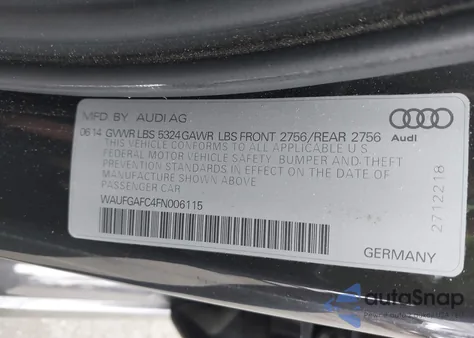 MFD BY AUDI AG
06 14 GVWR LBS 5324 GAWR LBS FRONT 2756/REAR 2756
THIS VEHICLE CONFORMS TO ALL APPLICABLE U S
FEDERAL MOTOR VEHICLE SAFETY, BUMPER AND THEFT
PREVENTION STANDARDS IN EFFECT ON THE DATE OF
MANUFACTURE SHOWN ABOVE
PASSENGER CAR
WAUFGAFC4FN006115
Audi
2712218
GERMANY
autoSnap